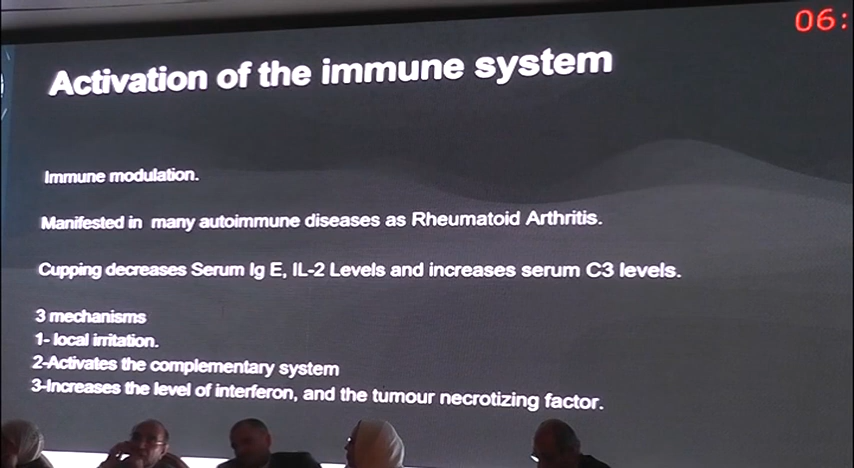 06:
Activation of the immune system
Immune modulation.
Manifested in many autoimmune diseases as Rheumatoid Arthritis.
Cupping decreases Serum Ig E, IL-2 Levels and increases serum C3 levels.
3 mechanisms
1- local irritation.
2-Activates the complementary system
3-Increases the level of interferon, and the tumour necrotizing factor.